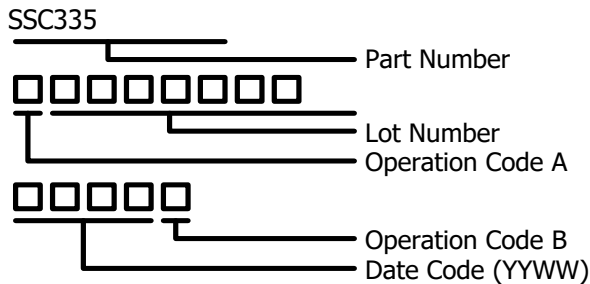 SSC335
Part Number
Lot Number
Operation Code A
Operation Code B
Date Code (YYWW)